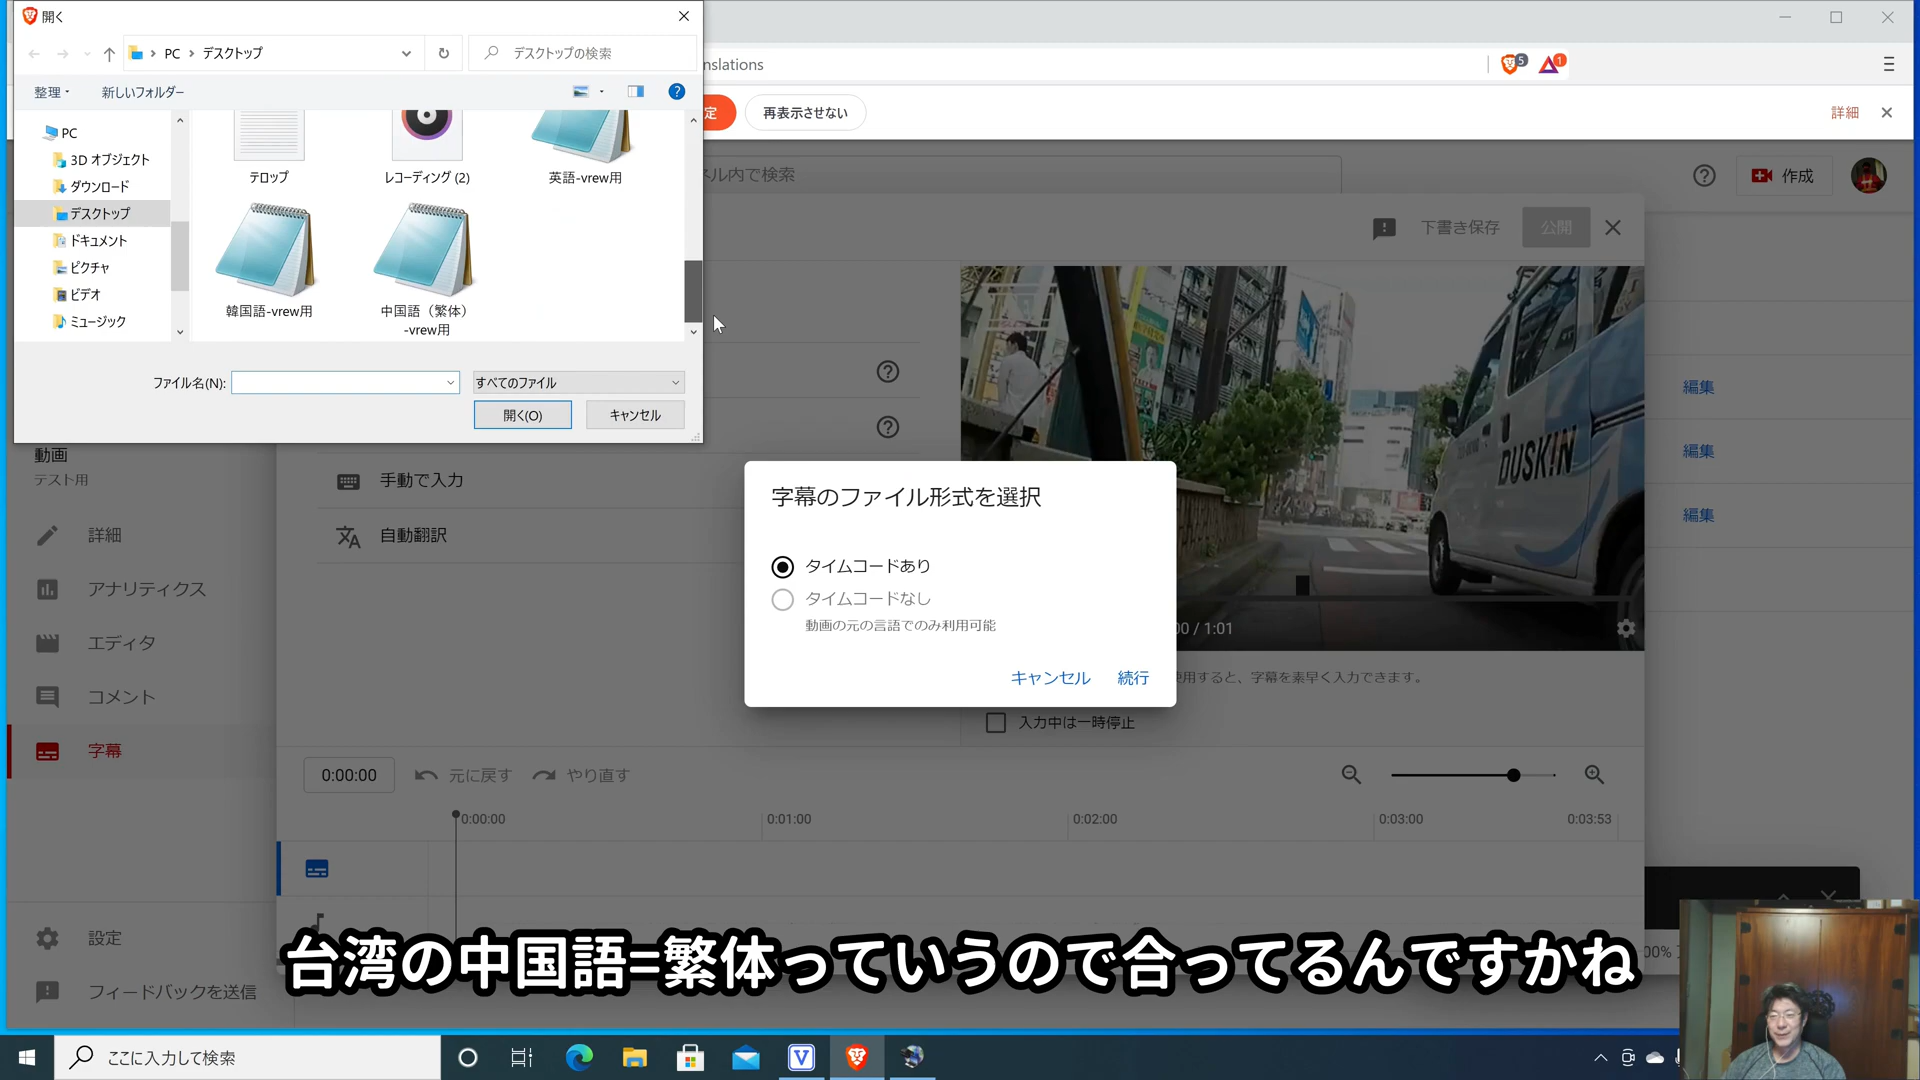 開く
PC
デスクトップ
デスクトップの検索
整理
新しいフォルダー
PC
3D オブジェクト
ダウンロード
デスクトップ
ドキュメント
ピクチャ
ビデオ
ミュージック
テロップ
レコーディング (2)
英語-vrew用
韓国語-vrew用
中国語（繁体）
-vrew用
ファイル名(N):
すべてのファイル
開く(O)
キャンセル
nslations
5
1
定
再表示させない
詳細
ル内で検索
作成
下書き保存
公開
編集
編集
編集
動画
テスト用
詳細
アナリティクス
エディタ
コメント
字幕
設定
フィードバックを送信
手動で入力
自動翻訳
DUSKIN
字幕のファイル形式を選択
タイムコードあり
タイムコードなし
動画の元の言語でのみ利用可能
キャンセル
続行
00 / 1:01
使用すると、字幕を素早く入力できます。
入力中は一時停止
0:00:00
元に戻す
やり直す
0:00:00
0:01:00
0:02:00
0:03:00
0:03:53
00%
台湾の中国語=繁体っていうので合ってるんですかね
ここに入力して検索
V